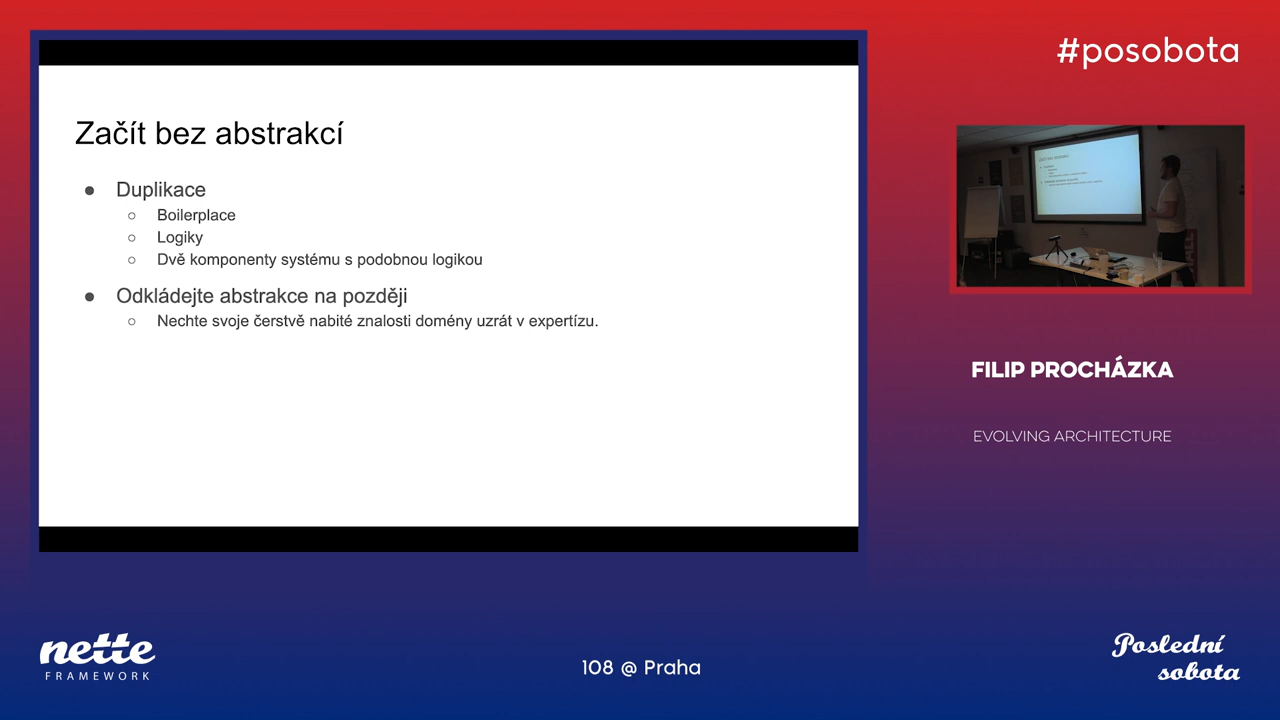 #posobota
Začít bez abstrakcí
Duplikace
Boilerplace
Logiky
Dvě komponenty systému s podobnou logikou
Odkládejte abstrakce na později
Nechte svoje čerstvě nabité znalosti domény uzrát v expertízu.
FILIP PROCHÁZKA
EVOLVING ARCHITECTURE
nette
FRAMEWORK
108 @ Praha
Poslední
sobota